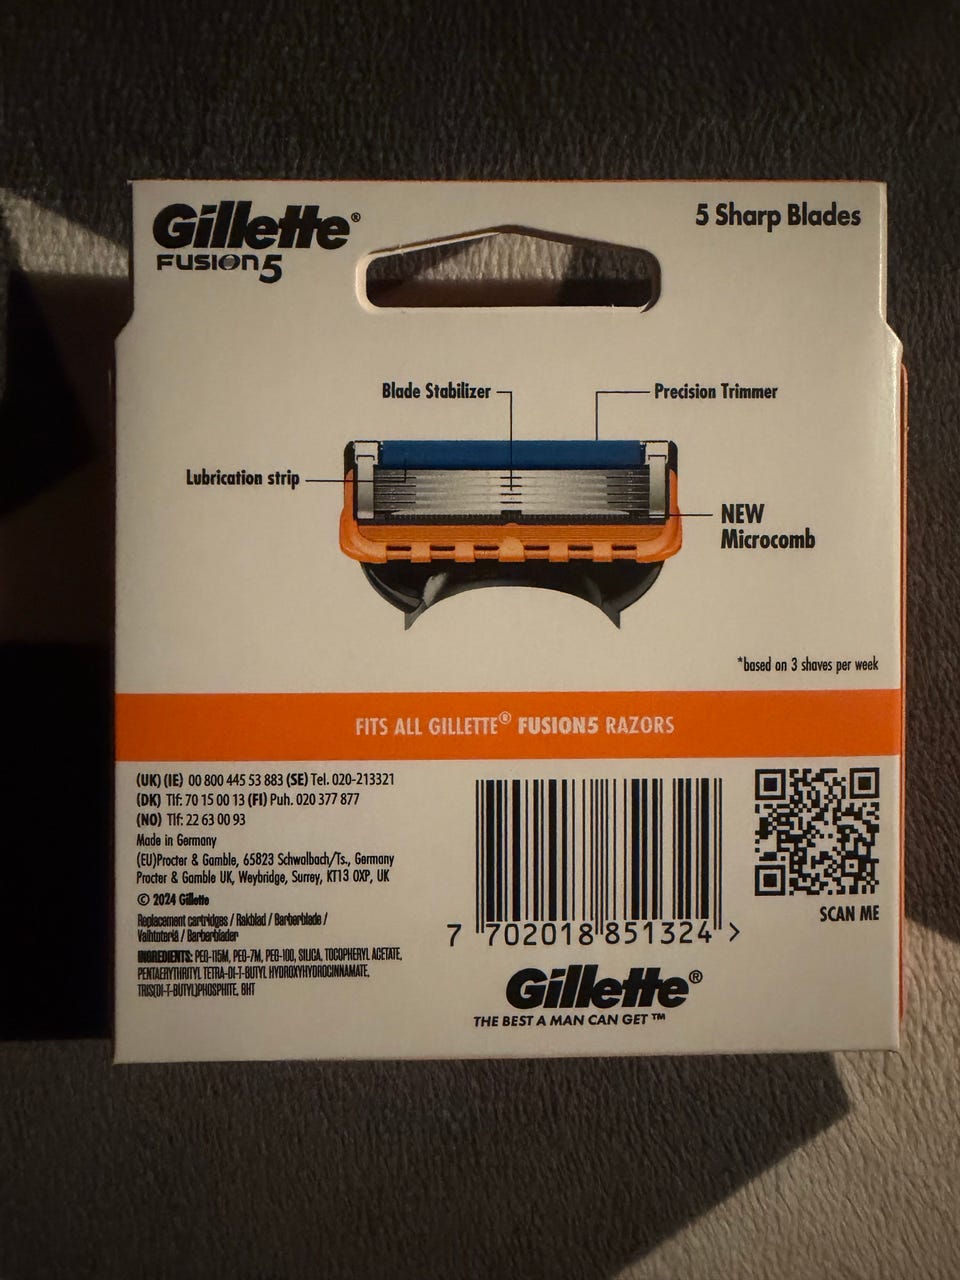 Gillette®
FUSION5
5 Sharp Blades
Blade Stabilizer
Precision Trimmer
Lubrication strip
NEW
Microcomb
*based on 3 shaves per week
FITS ALL GILLETTE® FUSION5 RAZORS
(UK) (IE) 00 800 445 53 883 (SE) Tel. 020-213321
(DK) Tlf: 70 15 00 13 (FI) Puh. 020 377 877
(NO) Tlf: 22 63 00 93
Made in Germany
(EU)Procter & Gamble, 65823 Schwalbach/Ts., Germany
Procter & Gamble UK, Weybridge, Surrey, KT13 0XP, UK
© 2024 Gillette
Replacement cartridges / Rakblad / Barberblade /
Vaihtoteriä / Barberblader
INGREDIENTS: PEG-115M, PEG-7M, PEG-100, SILICA, TOCOPHERYL ACETATE,
PENTAERYTHRITYL TETRA-DI-T-BUTYL HYDROXYHYDROCINNAMATE,
TRIS(DI-T-BUTYL)PHOSPHITE, BHT
7 702018 851324 >
SCAN ME
Gillette®
THE BEST A MAN CAN GET™